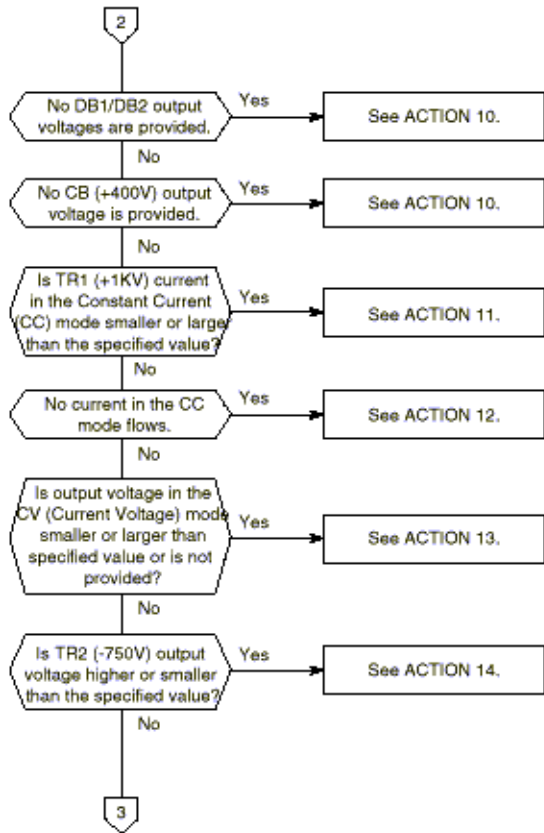 2
No DB1/DB2 output
voltages are provided.
Yes
See ACTION 10.
No
No CB (+400V) output
voltage is provided.
Yes
See ACTION 10.
No
Is TR1 (+1KV) current
in the Constant Current
(CC) mode smaller or larger
than the specified value?
Yes
See ACTION 11.
No
No current in the CC
mode flows.
Yes
See ACTION 12.
No
Is output voltage in the
CV (Current Voltage) mode
smaller or larger than
specified value or is not
provided?
Yes
See ACTION 13.
No
Is TR2 (-750V) output
voltage higher or smaller
than the specified value?
Yes
See ACTION 14.
No
3